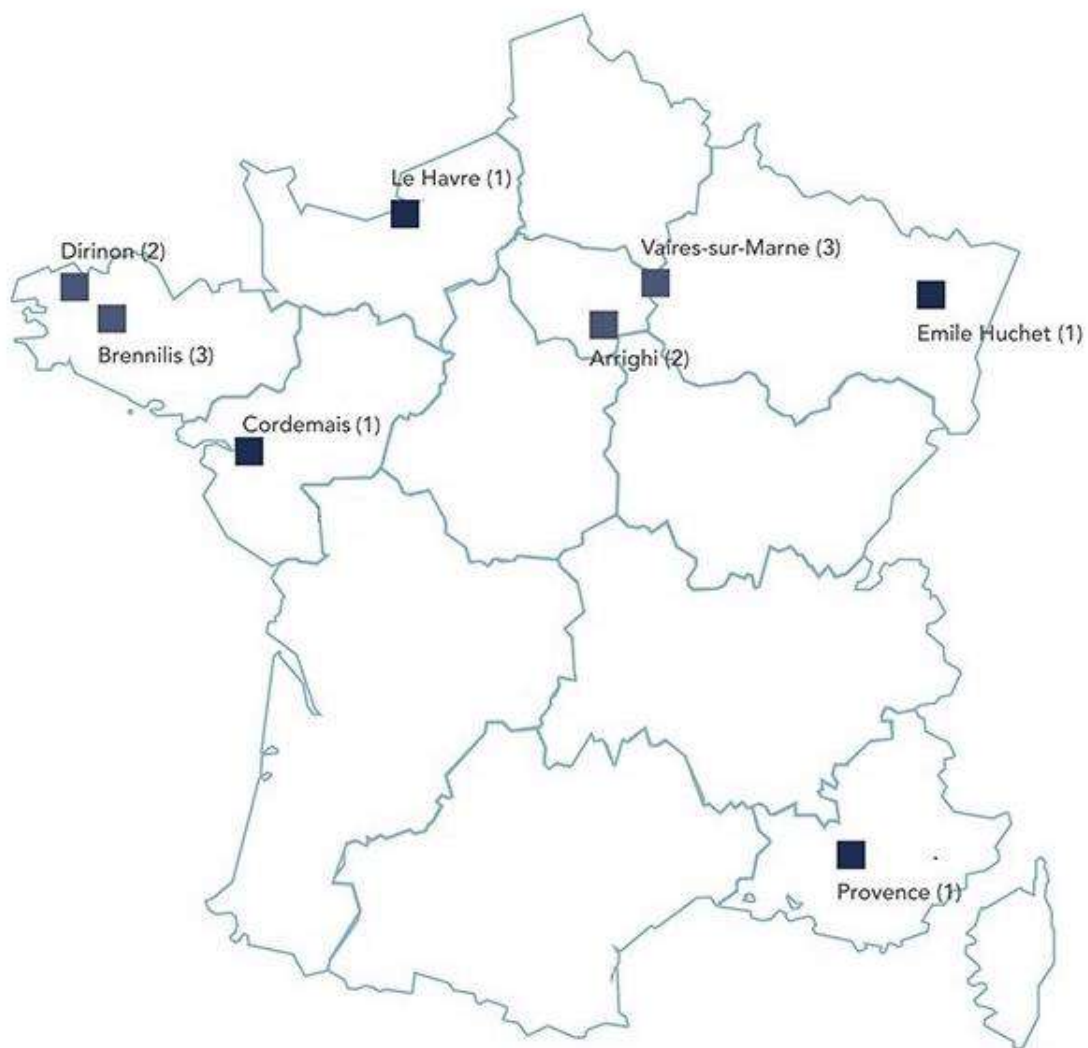 Le Havre (1)
Dirinon (2)
Vaires-sur-Marne (3)
Brennilis (3)
Emile Huchet (1)
Arrighi (2)
Cordemais (1)
Provence (1)